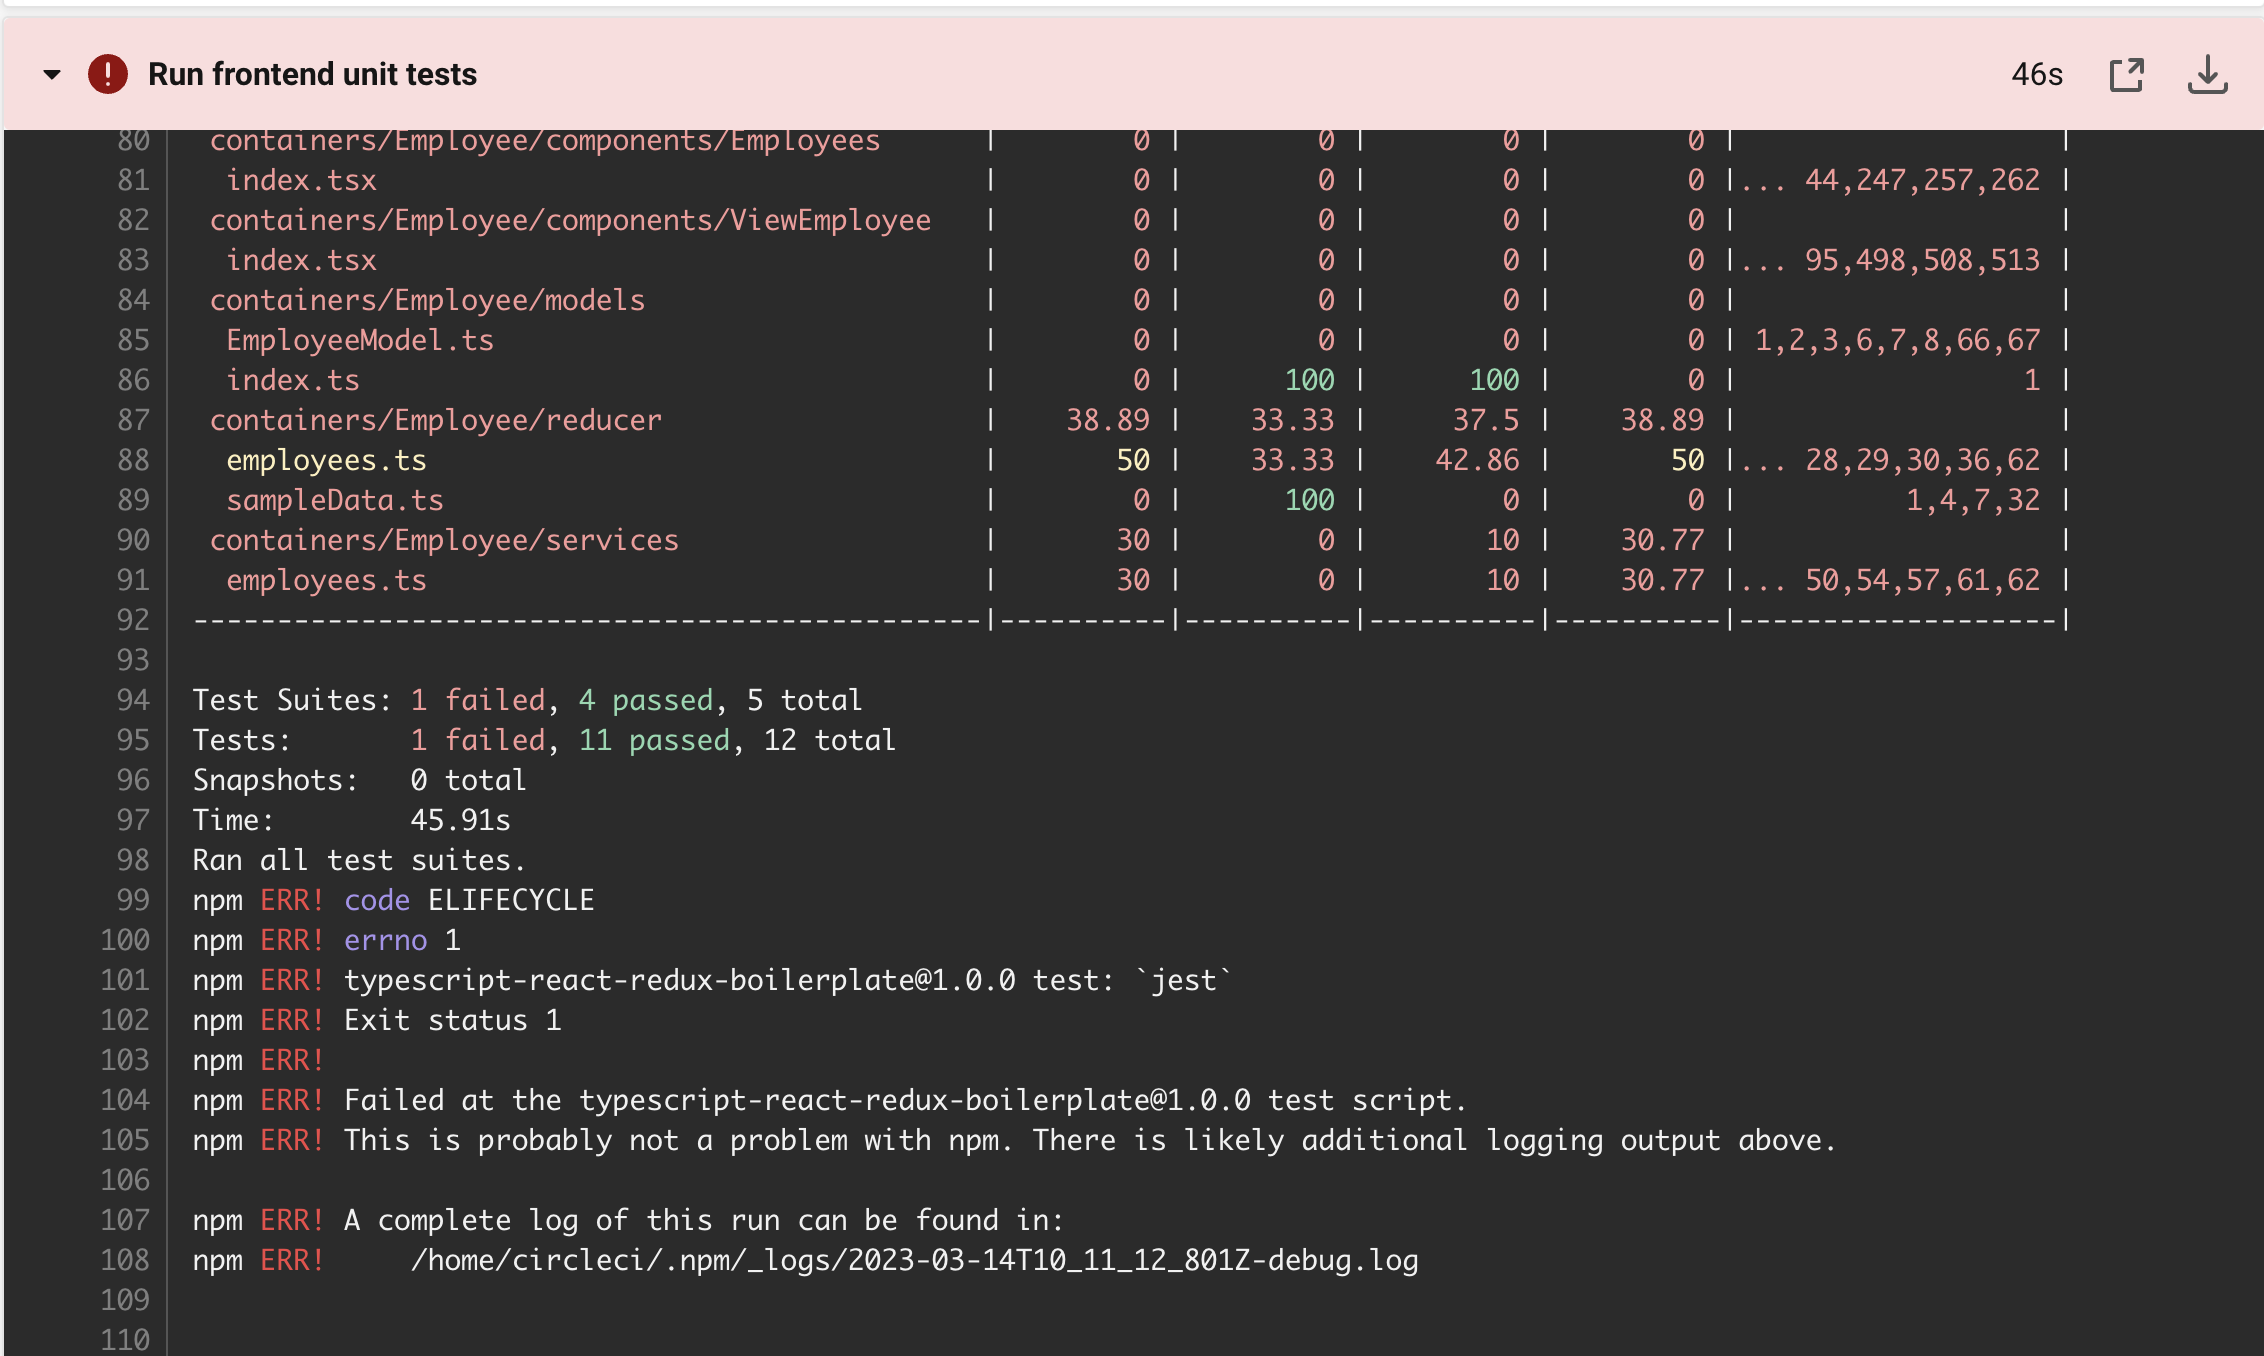 Run frontend unit tests 46s
80 containers/Employee/components/Employees | 0 | 0 | 0 | 0 | |
81 index.tsx | 0 | 0 | 0 | 0 |... 44,247,257,262 |
82 containers/Employee/components/ViewEmployee | 0 | 0 | 0 | 0 | |
83 index.tsx | 0 | 0 | 0 | 0 |... 95,498,508,513 |
84 containers/Employee/models | 0 | 0 | 0 | 0 | |
85 EmployeeModel.ts | 0 | 0 | 0 | 0 | 1,2,3,6,7,8,66,67 |
86 index.ts | 0 | 100 | 100 | 0 | 1 |
87 containers/Employee/reducer | 38.89 | 33.33 | 37.5 | 38.89 | |
88 employees.ts | 50 | 33.33 | 42.86 | 50 |... 28,29,30,36,62 |
89 sampleData.ts | 0 | 100 | 0 | 0 | 1,4,7,32 |
90 containers/Employee/services | 30 | 0 | 10 | 30.77 | |
91 employees.ts | 30 | 0 | 10 | 30.77 |... 50,54,57,61,62 |
92 -----------------------------------------------|----------|----------|----------|----------|-------------------|
93
94 Test Suites: 1 failed, 4 passed, 5 total
95 Tests: 1 failed, 11 passed, 12 total
96 Snapshots: 0 total
97 Time: 45.91s
98 Ran all test suites.
99 npm ERR! code ELIFECYCLE
100 npm ERR! errno 1
101 npm ERR! typescript-react-redux-boilerplate@1.0.0 test: `jest`
102 npm ERR! Exit status 1
103 npm ERR!
104 npm ERR! Failed at the typescript-react-redux-boilerplate@1.0.0 test script.
105 npm ERR! This is probably not a problem with npm. There is likely additional logging output above.
106
107 npm ERR! A complete log of this run can be found in:
108 npm ERR! /home/circleci/.npm/_logs/2023-03-14T10_11_12_801Z-debug.log
109
110